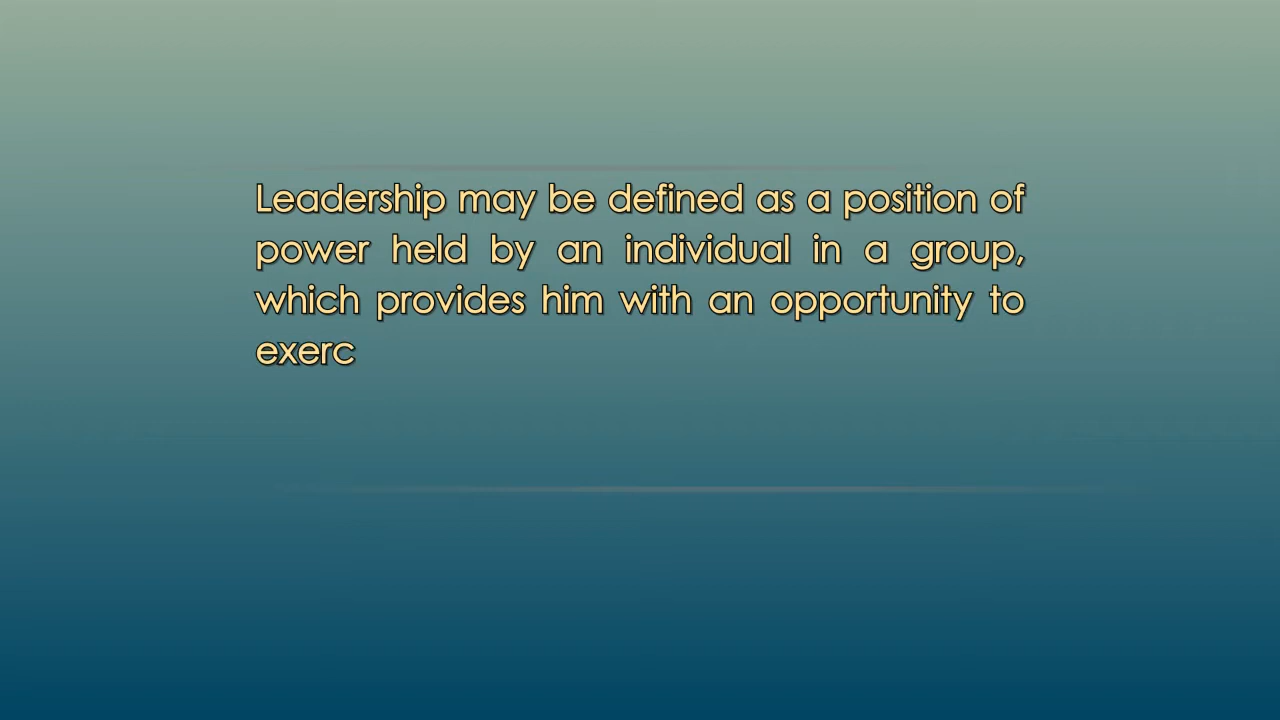 Leadership may be defined as a position of
power held by an individual in a group,
which provides him with an opportunity to
exerc